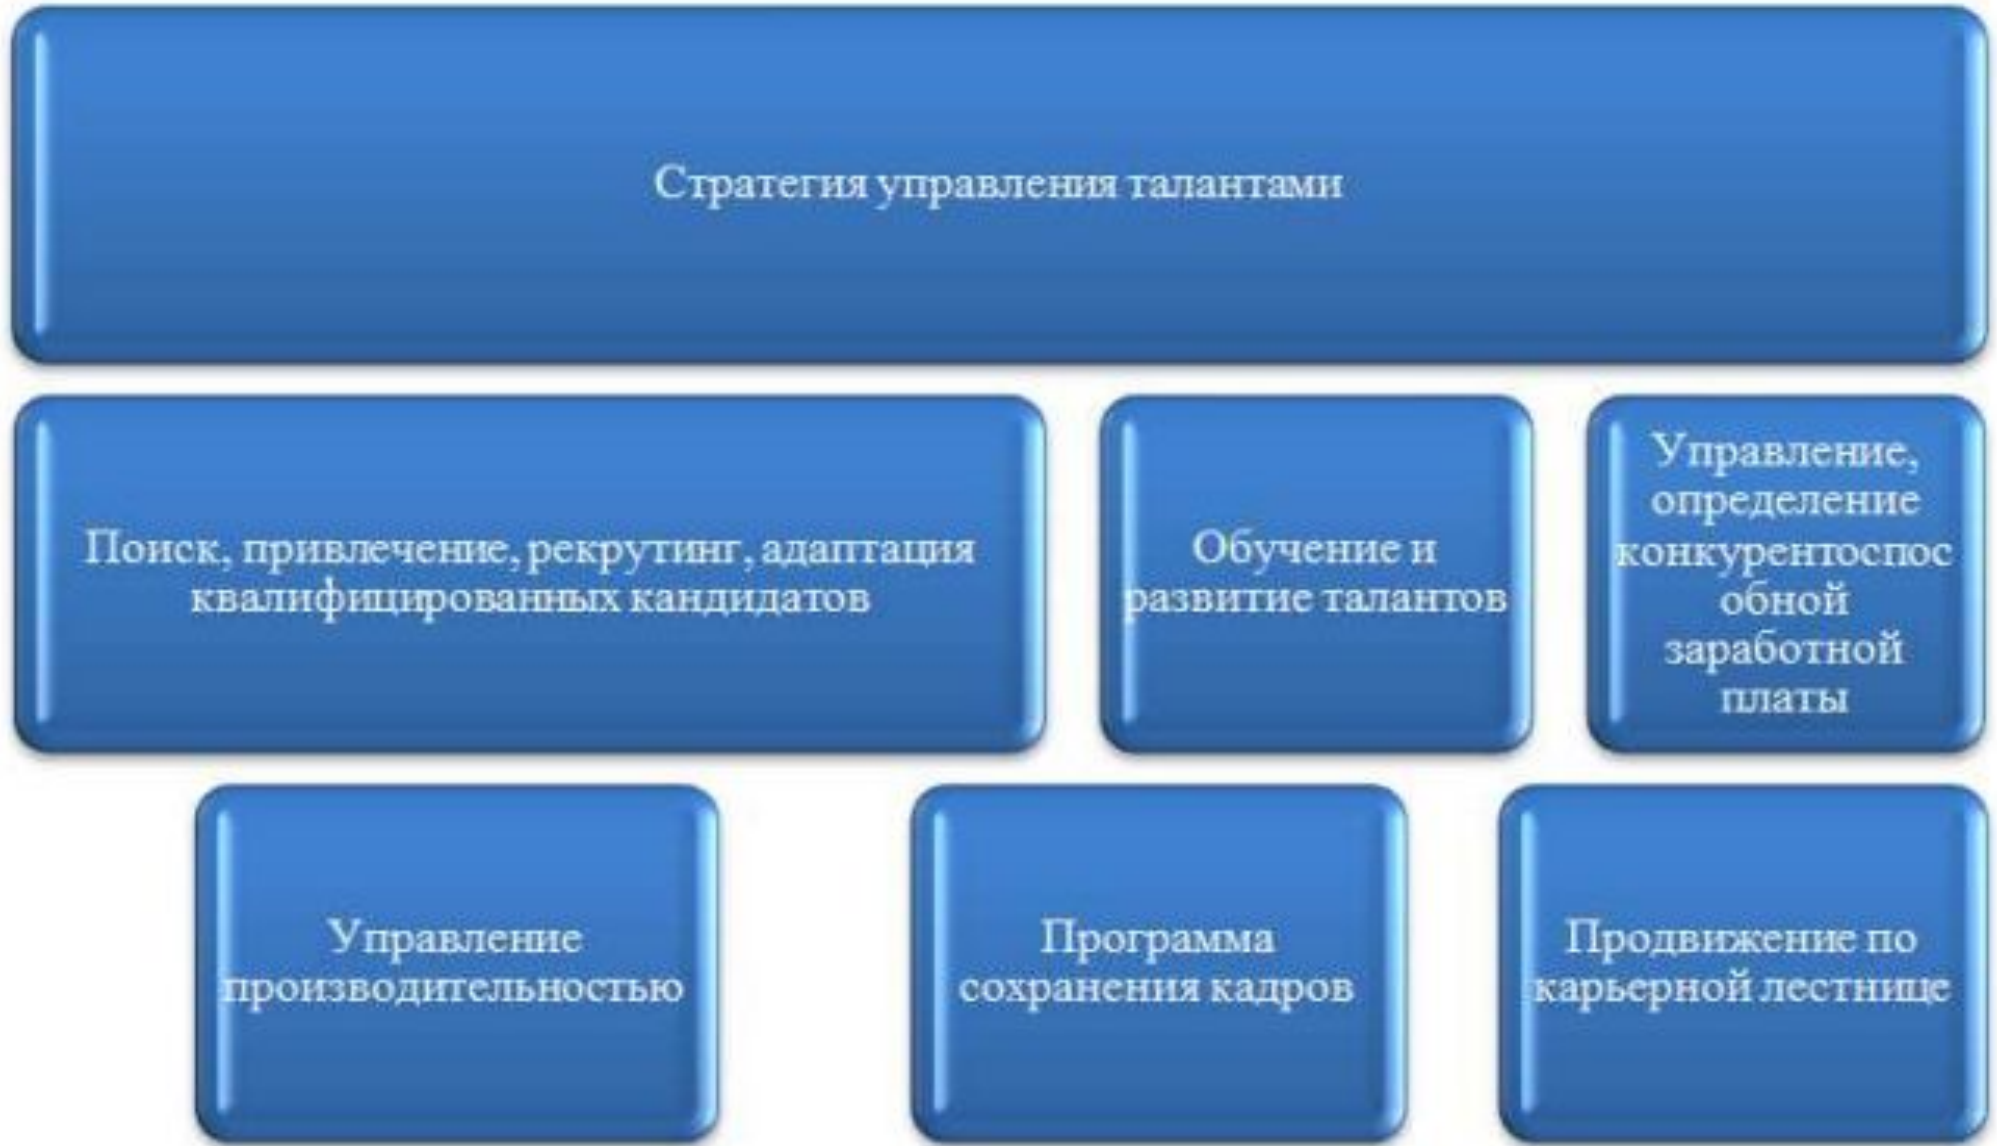 Стратегия управления талантами
Поиск, привлечение, рекрутинг, адаптация
квалифицированных кандидатов
Обучение и
развитие талантов
Управление,
определение
конкурентоспос
обной
заработной
платы
Управление
производительностью
Программа
сохранения кадров
Продвижение по
карьерной лестнице